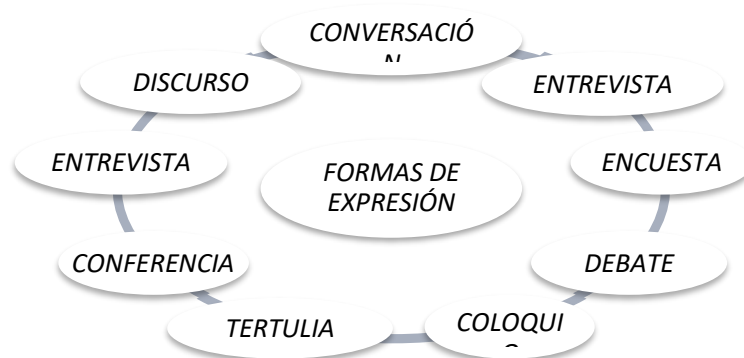 CONVERSACIÓ
N
ENTREVISTA
ENCUESTA
DEBATE
COLOQUI
O
TERTULIA
CONFERENCIA
ENTREVISTA
DISCURSO
FORMAS DE
EXPRESIÓN